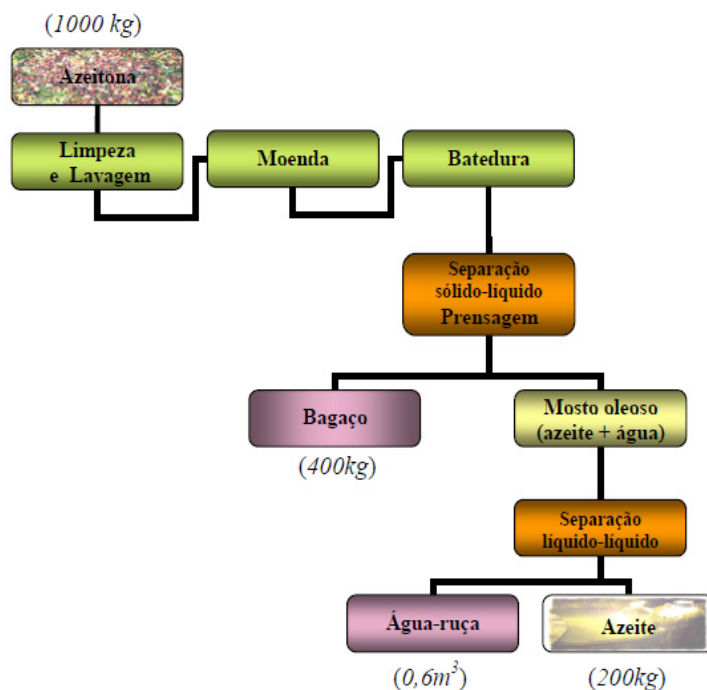 (1000 kg)
Azeitona
Limpeza
e Lavagem
Moenda
Batedura
Separação
sólido-líquido
Prensagem
Bagaço
(400kg)
Mosto oleoso
(azeite + água)
Separação
líquido-líquido
Água-ruça
(0,6m³)
Azeite
(200kg)